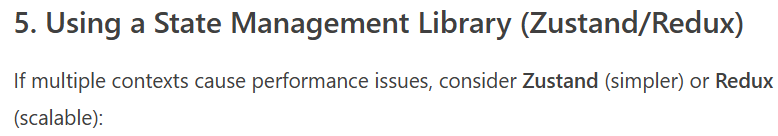 5. Using a State Management Library (Zustand/Redux)
If multiple contexts cause performance issues, consider Zustand (simpler) or Redux
(scalable):